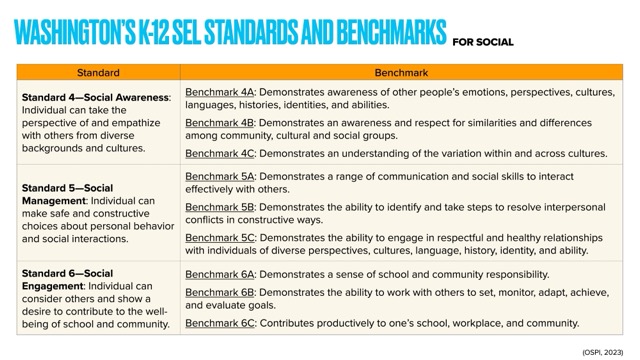 WASHINGTON'S K-12 SEL STANDARDS AND BENCHMARKS FOR SOCIAL
Standard
Benchmark
Standard 4—Social Awareness:
Individual can take the
perspective of and empathize
with others from diverse
backgrounds and cultures.
Benchmark 4A: Demonstrates awareness of other people's emotions, perspectives, cultures,
languages, histories, identities, and abilities.
Benchmark 4B: Demonstrates an awareness and respect for similarities and differences
among community, cultural and social groups.
Benchmark 4C: Demonstrates an understanding of the variation within and across cultures.
Standard 5—Social
Management: Individual can
make safe and constructive
choices about personal behavior
and social interactions.
Benchmark 5A: Demonstrates a range of communication and social skills to interact
effectively with others.
Benchmark 5B: Demonstrates the ability to identify and take steps to resolve interpersonal
conflicts in constructive ways.
Benchmark 5C: Demonstrates the ability to engage in respectful and healthy relationships
with individuals of diverse perspectives, cultures, language, history, identity, and ability.
Standard 6—Social
Engagement: Individual can
consider others and show a
desire to contribute to the well-
being of school and community.
Benchmark 6A: Demonstrates a sense of school and community responsibility.
Benchmark 6B: Demonstrates the ability to work with others to set, monitor, adapt, achieve,
and evaluate goals.
Benchmark 6C: Contributes productively to one's school, workplace, and community.
(OSPI, 2023)